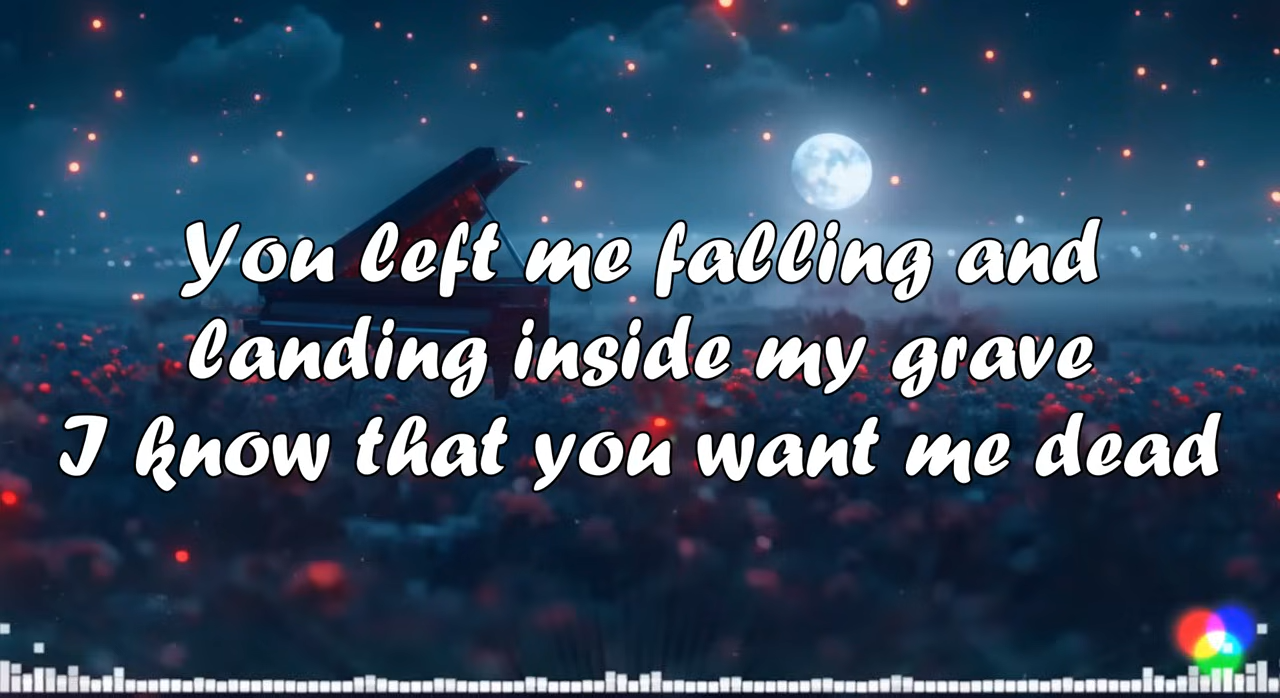 You left me falling and
landing inside my grave
I know that you want me dead